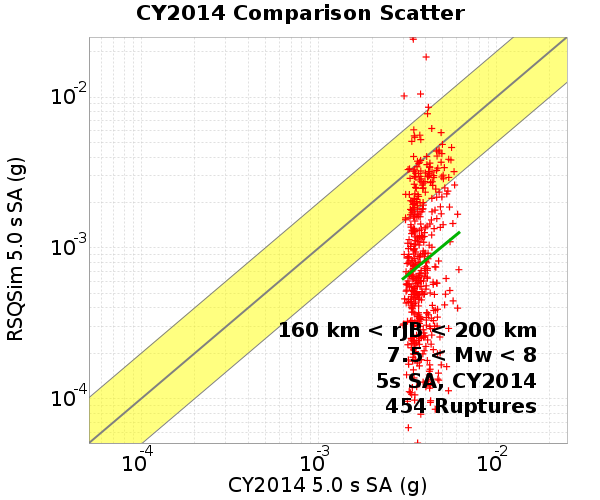 CY2014 Comparison Scatter
RSQSim 5.0 s SA (g)
10-2
10-3
10-4
160 km < rJB < 200 km
7.5 < Mw < 8
5s SA, CY2014
454 Ruptures
10-4 10-3 10-2
CY2014 5.0 s SA (g)